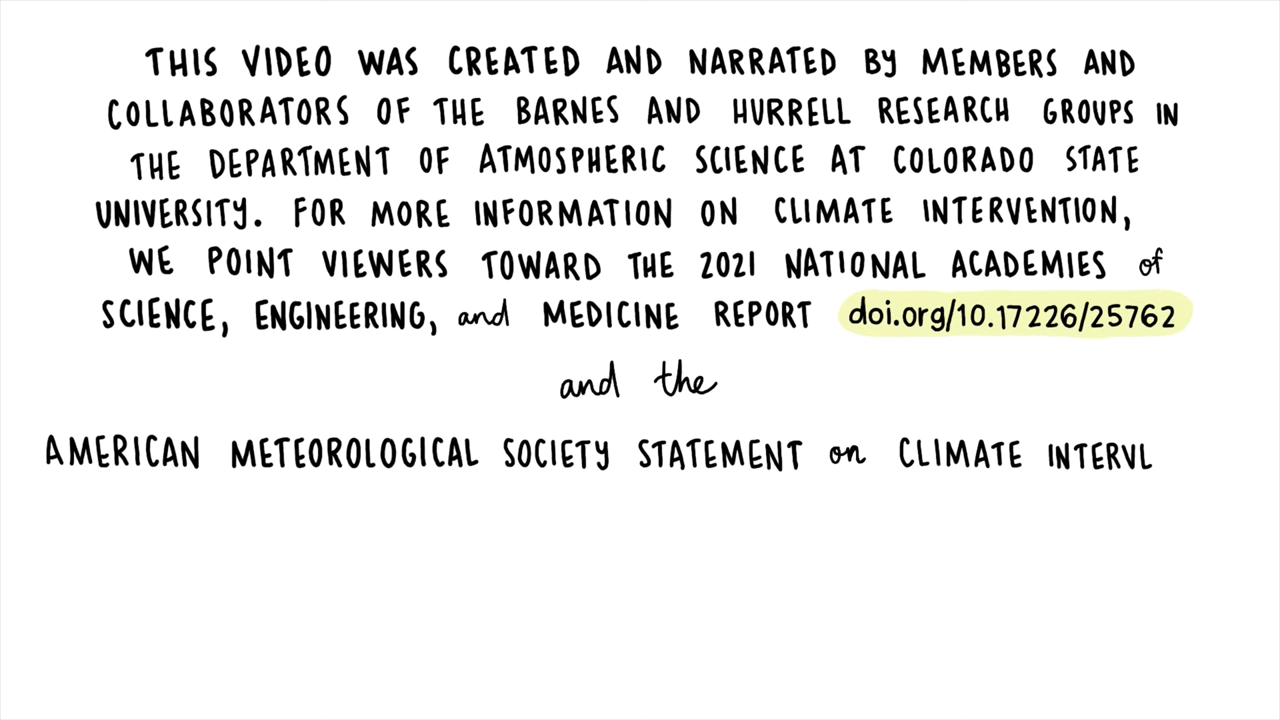 THIS VIDEO WAS CREATED AND NARRATED BY MEMBERS AND
COLLABORATORS OF THE BARNES AND HURRELL RESEARCH GROUPS IN
THE DEPARTMENT OF ATMOSPHERIC SCIENCE AT COLORADO STATE
UNIVERSITY. FOR MORE INFORMATION ON CLIMATE INTERVENTION,
WE POINT VIEWERS TOWARD THE 2021 NATIONAL ACADEMIES of
SCIENCE, ENGINEERING, and MEDICINE REPORT doi.org/10.17226/25762
and the
AMERICAN METEOROLOGICAL SOCIETY STATEMENT on CLIMATE INTERVL